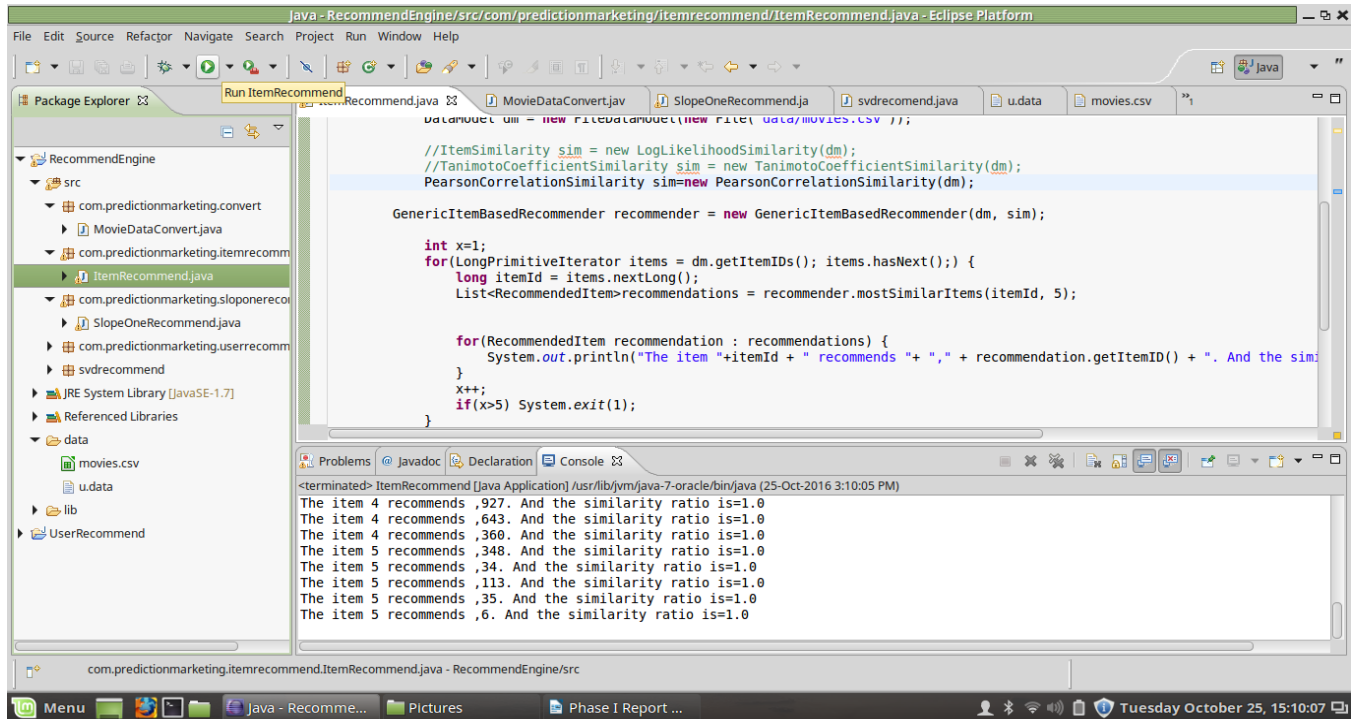 Java - RecommendEngine/src/com/predictionmarketing/itemrecommend/ItemRecommend.java - Eclipse Platform
File Edit Source Refactor Navigate Search Project Run Window Help
Java
Run ItemRecommend
Package Explorer
ItemRecommend.java
MovieDataConvert.jav
SlopeOneRecommend.ja
svdrecomend.java
u.data
movies.csv
»1
RecommendEngine
src
com.predictionmarketing.convert
MovieDataConvert.java
com.predictionmarketing.itemrecomm
ItemRecommend.java
com.predictionmarketing.sloponerecor
SlopeOneRecommend.java
com.predictionmarketing.userrecomm
svdrecommend
JRE System Library [JavaSE-1.7]
Referenced Libraries
data
movies.csv
u.data
lib
UserRecommend
DataModel dm = new FileDataModel(new File("data/movies.csv"));
//ItemSimilarity sim = new LogLikelihoodSimilarity(dm);
//TanimotoCoefficientSimilarity sim = new TanimotoCoefficientSimilarity(dm);
PearsonCorrelationSimilarity sim=new PearsonCorrelationSimilarity(dm);
GenericItemBasedRecommender recommender = new GenericItemBasedRecommender(dm, sim);
int x=1;
for(LongPrimitiveIterator items = dm.getItemIDs(); items.hasNext();) {
long itemId = items.nextLong();
List<RecommendedItem>recommendations = recommender.mostSimilarItems(itemId, 5);
for(RecommendedItem recommendation : recommendations) {
System.out.println("The item "+itemId + " recommends "+ "," + recommendation.getItemID() + ". And the simi
}
x++;
if(x>5) System.exit(1);
}
Problems @ Javadoc Declaration Console
<terminated> ItemRecommend [Java Application] /usr/lib/jvm/java-7-oracle/bin/java (25-Oct-2016 3:10:05 PM)
The item 4 recommends ,927. And the similarity ratio is=1.0
The item 4 recommends ,643. And the similarity ratio is=1.0
The item 4 recommends ,360. And the similarity ratio is=1.0
The item 5 recommends ,348. And the similarity ratio is=1.0
The item 5 recommends ,34. And the similarity ratio is=1.0
The item 5 recommends ,113. And the similarity ratio is=1.0
The item 5 recommends ,35. And the similarity ratio is=1.0
The item 5 recommends ,6. And the similarity ratio is=1.0
com.predictionmarketing.itemrecommend.ItemRecommend.java - RecommendEngine/src
Menu
Java - Recomme...
Pictures
Phase I Report ...
Tuesday October 25, 15:10:07